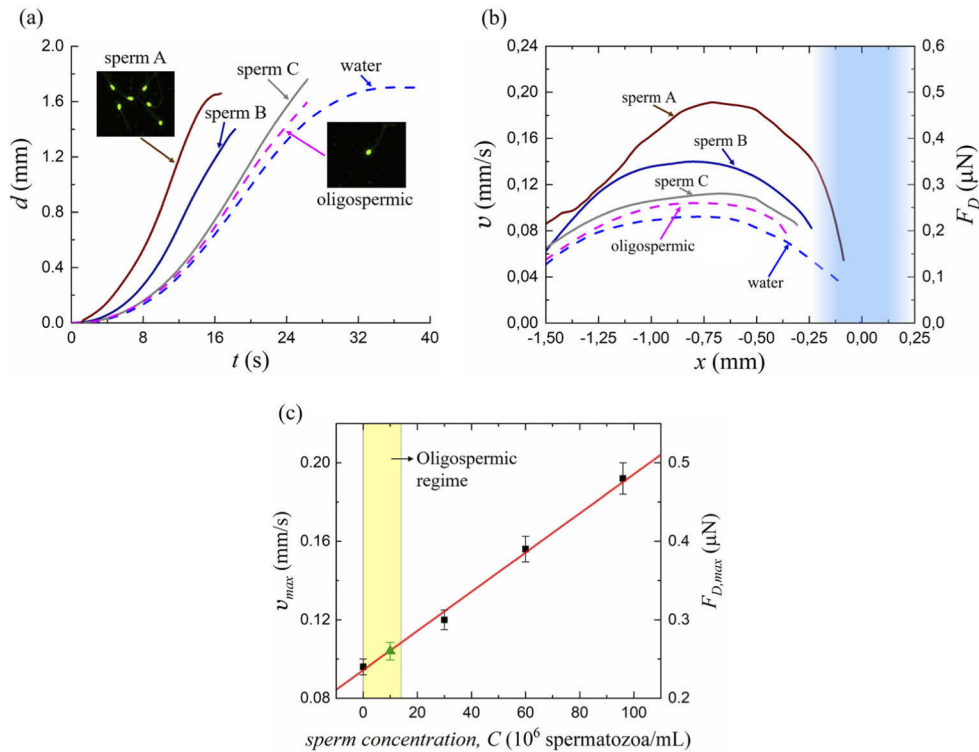 (a)
2.0
1.6
1.2
0.8
0.4
0.0
d (mm)
0 8 16 24 32 40
t (s)
sperm A
sperm B
sperm C
water
oligospermic
(b)
0,24
0,20
0,16
0,12
0,08
0,04
0,00
v (mm/s)
0,6
0,5
0,4
0,3
0,2
0,1
0,0
F_D (µN)
-1,50 -1,25 -1,00 -0,75 -0,50 -0,25 0,00 0,25
x (mm)
sperm A
sperm B
sperm C
oligospermic
water
(c)
0.20
0.16
0.12
0.08
v_max (mm/s)
0.5
0.4
0.3
0.2
F_D,max (µN)
Oligospermic
regime
0 20 40 60 80 100
sperm concentration, C (10⁶ spermatozoa/mL)